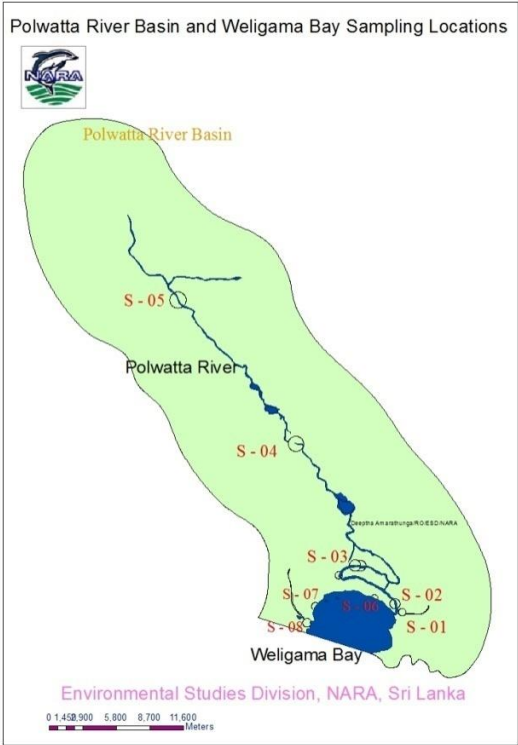 Polwatta River Basin and Weligama Bay Sampling Locations
NARA
Polwatta River Basin
S - 05
Polwatta River
S - 04
Deeptha Amarathunga/RO/ESD/NARA
S - 03
S - 07
S - 06
S - 02
S - 08
S - 01
Weligama Bay
Environmental Studies Division, NARA, Sri Lanka
0 1,450 2,900 5,800 8,700 11,600
Meters